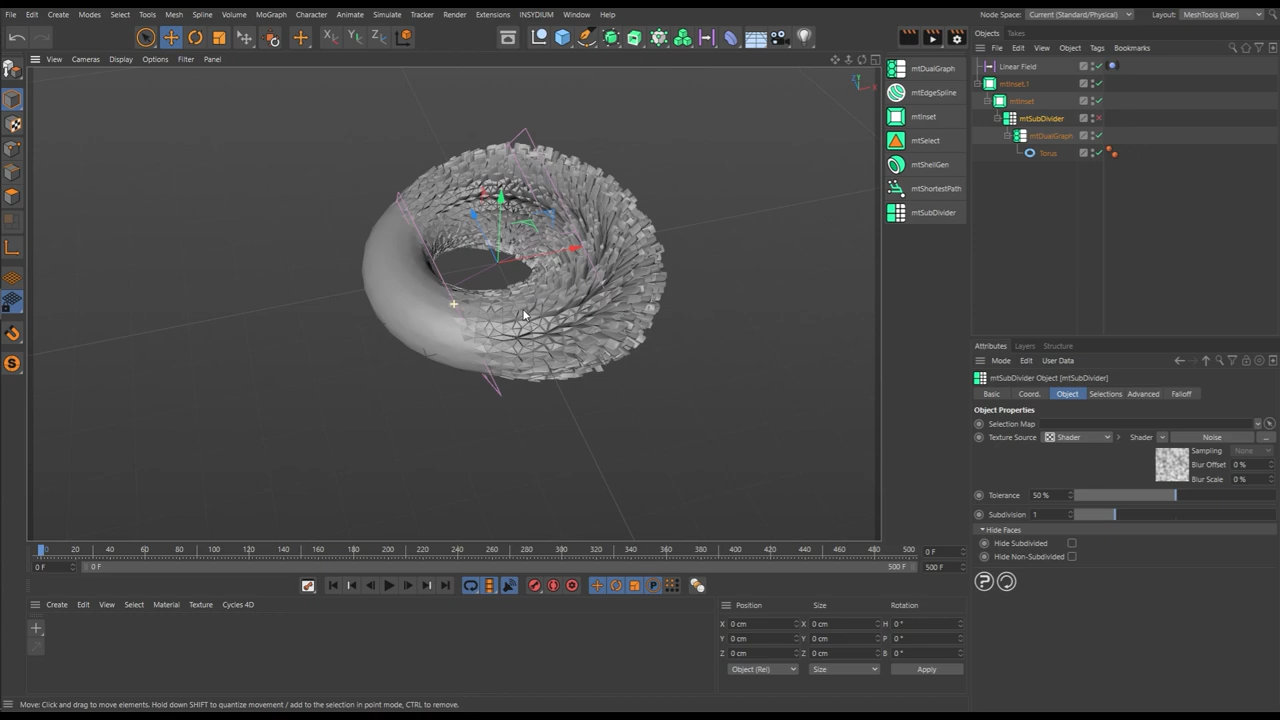 File Edit Create Modes Select Tools Mesh Spline Volume MoGraph Character Animate Simulate Tracker Render Extensions INSYDIUM Window Help
Node Space: Current (Standard/Physical) Layout: MeshTools (User)
Objects Takes
File Edit View Object Tags Bookmarks
View Cameras Display Options Filter Panel
Linear Field
mtDualGraph
mtInset.1
mtEdgeSpline
mtInset
mtInset
mtSubDivider
mtSelect
mtDualGraph
Torus
mtShellGen
mtShortestPath
mtSubDivider
Attributes Layers Structure
Mode Edit User Data
mtSubDivider Object [mtSubDivider]
Basic Coord. Object Selections Advanced Falloff
Object Properties
Selection Map
Texture Source Shader Shader Noise ...
Sampling None
Blur Offset 0 %
Blur Scale 0 %
Tolerance 50 %
Subdivision 1
Hide Faces
Hide Subdivided
Hide Non-Subdivided
0 20 40 60 80 100 120 140 160 180 200 220 240 260 280 300 320 340 360 380 400 420 440 460 480 500 0 F
0 F 0 F 500 F 500 F
Create Edit View Select Material Texture Cycles 4D
Position Size Rotation
X 0 cm X 0 cm H 0 °
Y 0 cm Y 0 cm P 0 °
Z 0 cm Z 0 cm B 0 °
Object (Rel) Size Apply
Move: Click and drag to move elements. Hold down SHIFT to quantize movement / add to the selection in point mode, CTRL to remove.